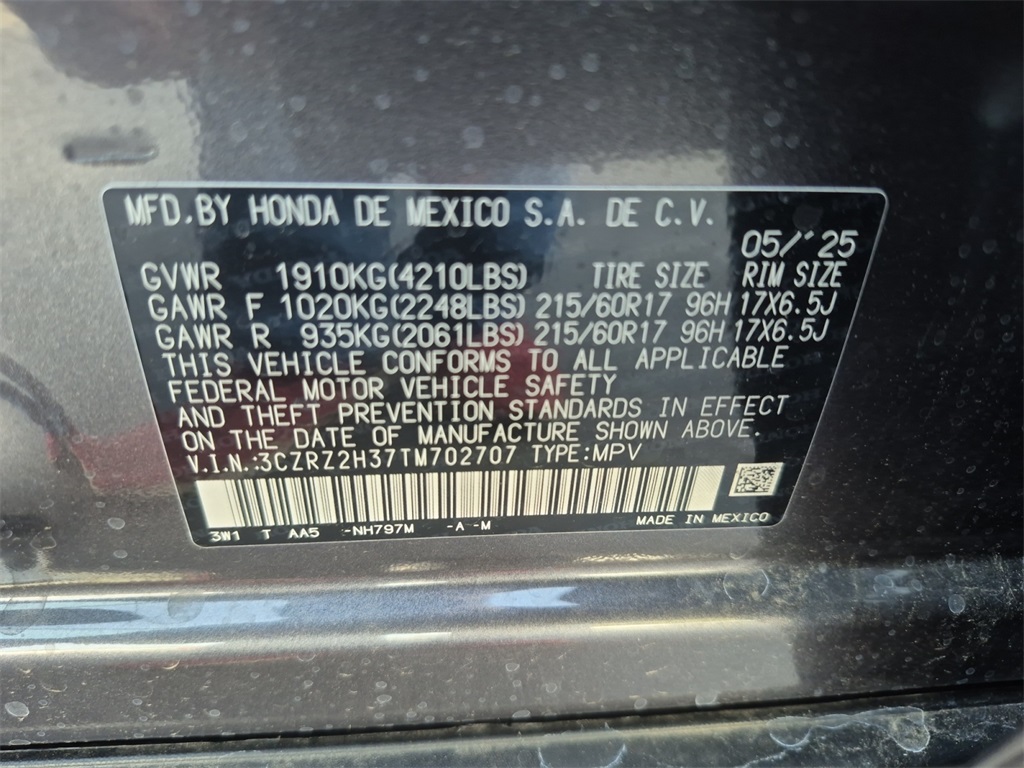 MFD.BY HONDA DE MEXICO S.A. DE C.V.
05/'25
GVWR 1910KG(4210LBS) TIRE SIZE RIM SIZE
GAWR F 1020KG(2248LBS) 215/60R17 96H 17X6.5J
GAWR R 935KG(2061LBS) 215/60R17 96H 17X6.5J
THIS VEHICLE CONFORMS TO ALL APPLICABLE
FEDERAL MOTOR VEHICLE SAFETY
AND THEFT PREVENTION STANDARDS IN EFFECT
ON THE DATE OF MANUFACTURE SHOWN ABOVE.
V.I.N.:3CZRZ2H37TM702707 TYPE:MPV
3W1 T AA5 -NH797M -A -M MADE IN MEXICO